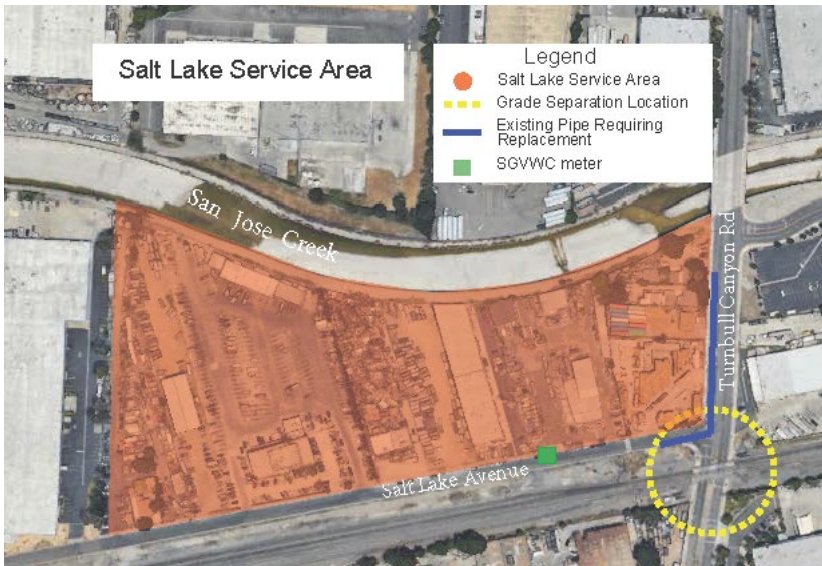 Salt Lake Service Area
Legend
Salt Lake Service Area
Grade Separation Location
Existing Pipe Requiring
Replacement
SGVWC meter
San Jose Creek
Turnbull Canyon Rd
Salt Lake Avenue